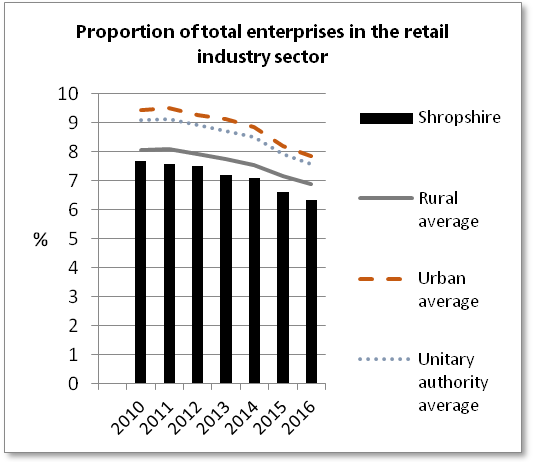 Proportion of total enterprises in the retail
industry sector
10
9
8
7
6
5
4
3
2
1
0
%
2010
2011
2012
2013
2014
2015
2016
Shropshire
Rural
average
Urban
average
Unitary
authority
average